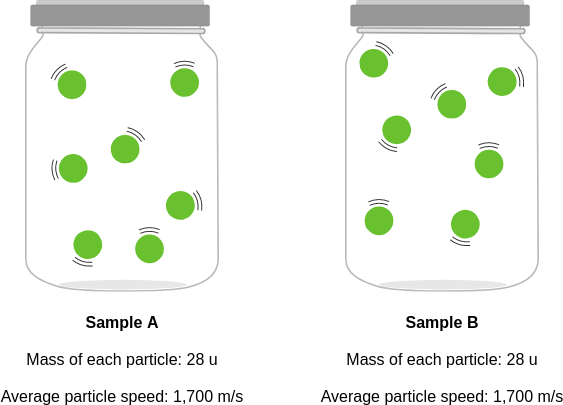 Sample A
Mass of each particle: 28 u
Average particle speed: 1,700 m/s
Sample B
Mass of each particle: 28 u
Average particle speed: 1,700 m/s